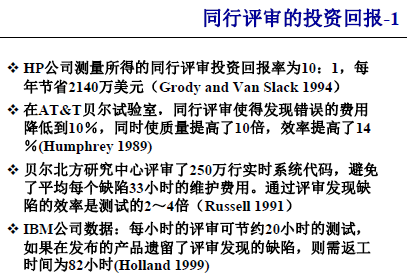 同行评审的投资回报-1
❖ HP公司测量所得的同行评审投资回报率为10：1，每
年节省2140万美元（Grody and Van Slack 1994）
❖ 在AT&T贝尔试验室，同行评审使得发现错误的费用
降低到10％，同时使质量提高了10倍，效率提高了14
％(Humphrey 1989)
❖ 贝尔北方研究中心评审了250万行实时系统代码，避免
了平均每个缺陷33小时的维护费用。通过评审发现缺
陷的效率是测试的2～4倍（Russell 1991）
❖ IBM公司数据：每小时的评审可节约20小时的测试，
如果在发布的产品遗留了评审发现的缺陷，则需返工
时间为82小时(Holland 1999)